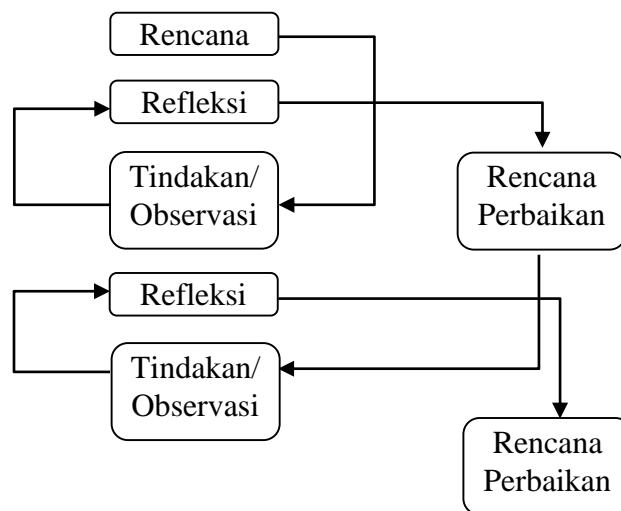 Rencana
Refleksi
Tindakan/
Observasi
Rencana
Perbaikan
Refleksi
Tindakan/
Observasi
Rencana
Perbaikan